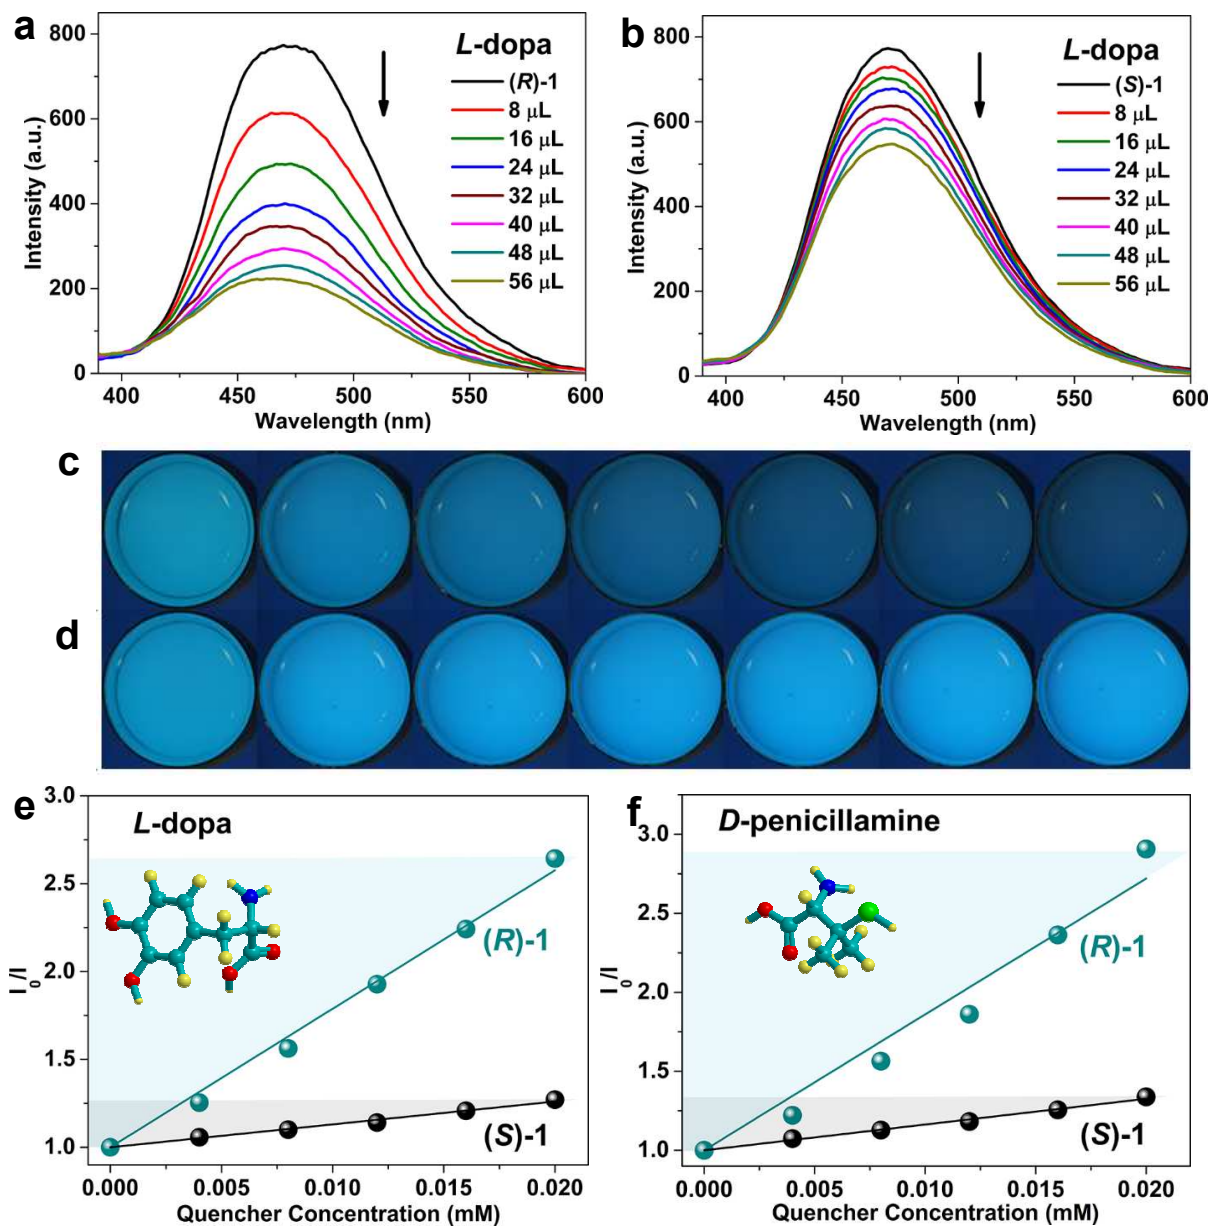 a
800
600
400
200
0
Intensity (a.u.)
400
450
500
550
600
Wavelength (nm)
L-dopa
(R)-1
8 μL
16 μL
24 μL
32 μL
40 μL
48 μL
56 μL
b
800
700
600
500
400
300
200
100
0
Intensity (a.u.)
400
450
500
550
600
Wavelength (nm)
L-dopa
(S)-1
8 μL
16 μL
24 μL
32 μL
40 μL
48 μL
56 μL
c
d
e
3.0
2.5
2.0
1.5
1.0
I0/I
L-dopa
(R)-1
(S)-1
0.000
0.005
0.010
0.015
0.020
Quencher Concentration (mM)
f
3.0
2.5
2.0
1.5
1.0
D-penicillamine
(R)-1
(S)-1
0.000
0.005
0.010
0.015
0.020
Quencher Concentration (mM)